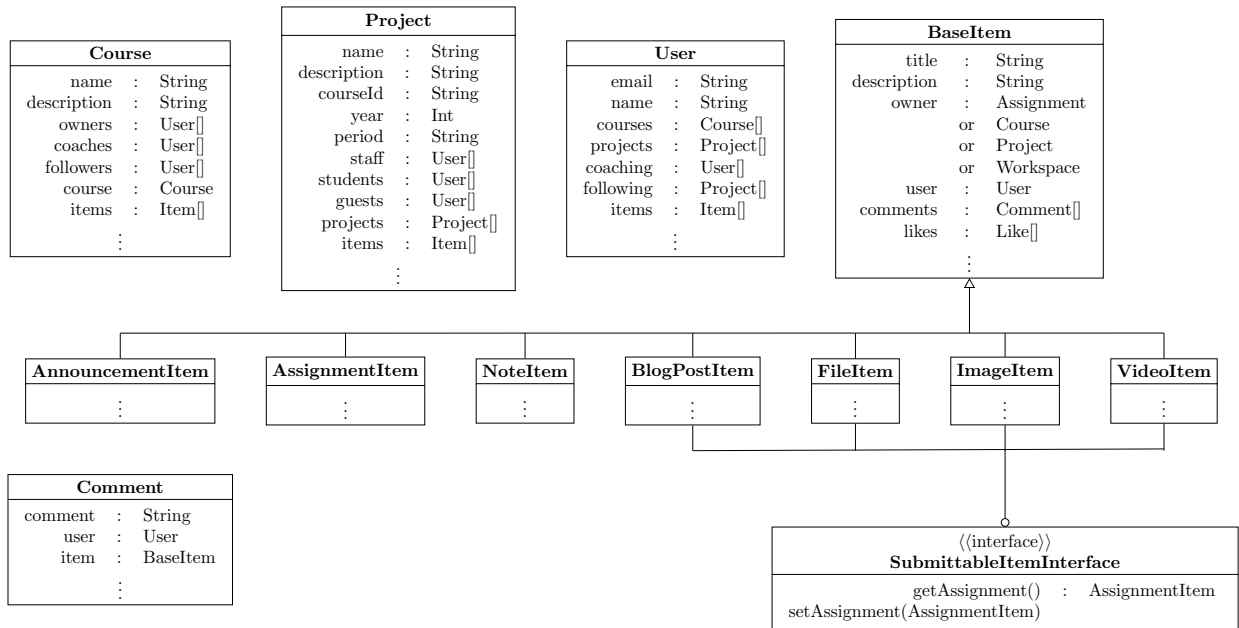 Course
name : String
description : String
owners : User[]
coaches : User[]
followers : User[]
course : Course
items : Item[]
⋮
Project
name : String
description : String
courseId : String
year : Int
period : String
staff : User[]
students : User[]
guests : User[]
projects : Project[]
items : Item[]
⋮
User
email : String
name : String
courses : Course[]
projects : Project[]
coaching : User[]
following : Project[]
items : Item[]
⋮
BaseItem
title : String
description : String
owner : Assignment
or Course
or Project
or Workspace
user : User
comments : Comment[]
likes : Like[]
⋮
AnnouncementItem
⋮
AssignmentItem
⋮
NoteItem
⋮
BlogPostItem
⋮
FileItem
⋮
ImageItem
⋮
VideoItem
⋮
Comment
comment : String
user : User
item : BaseItem
⋮
⟨⟨interface⟩⟩
SubmittableItemInterface
getAssignment() : AssignmentItem
setAssignment(AssignmentItem)